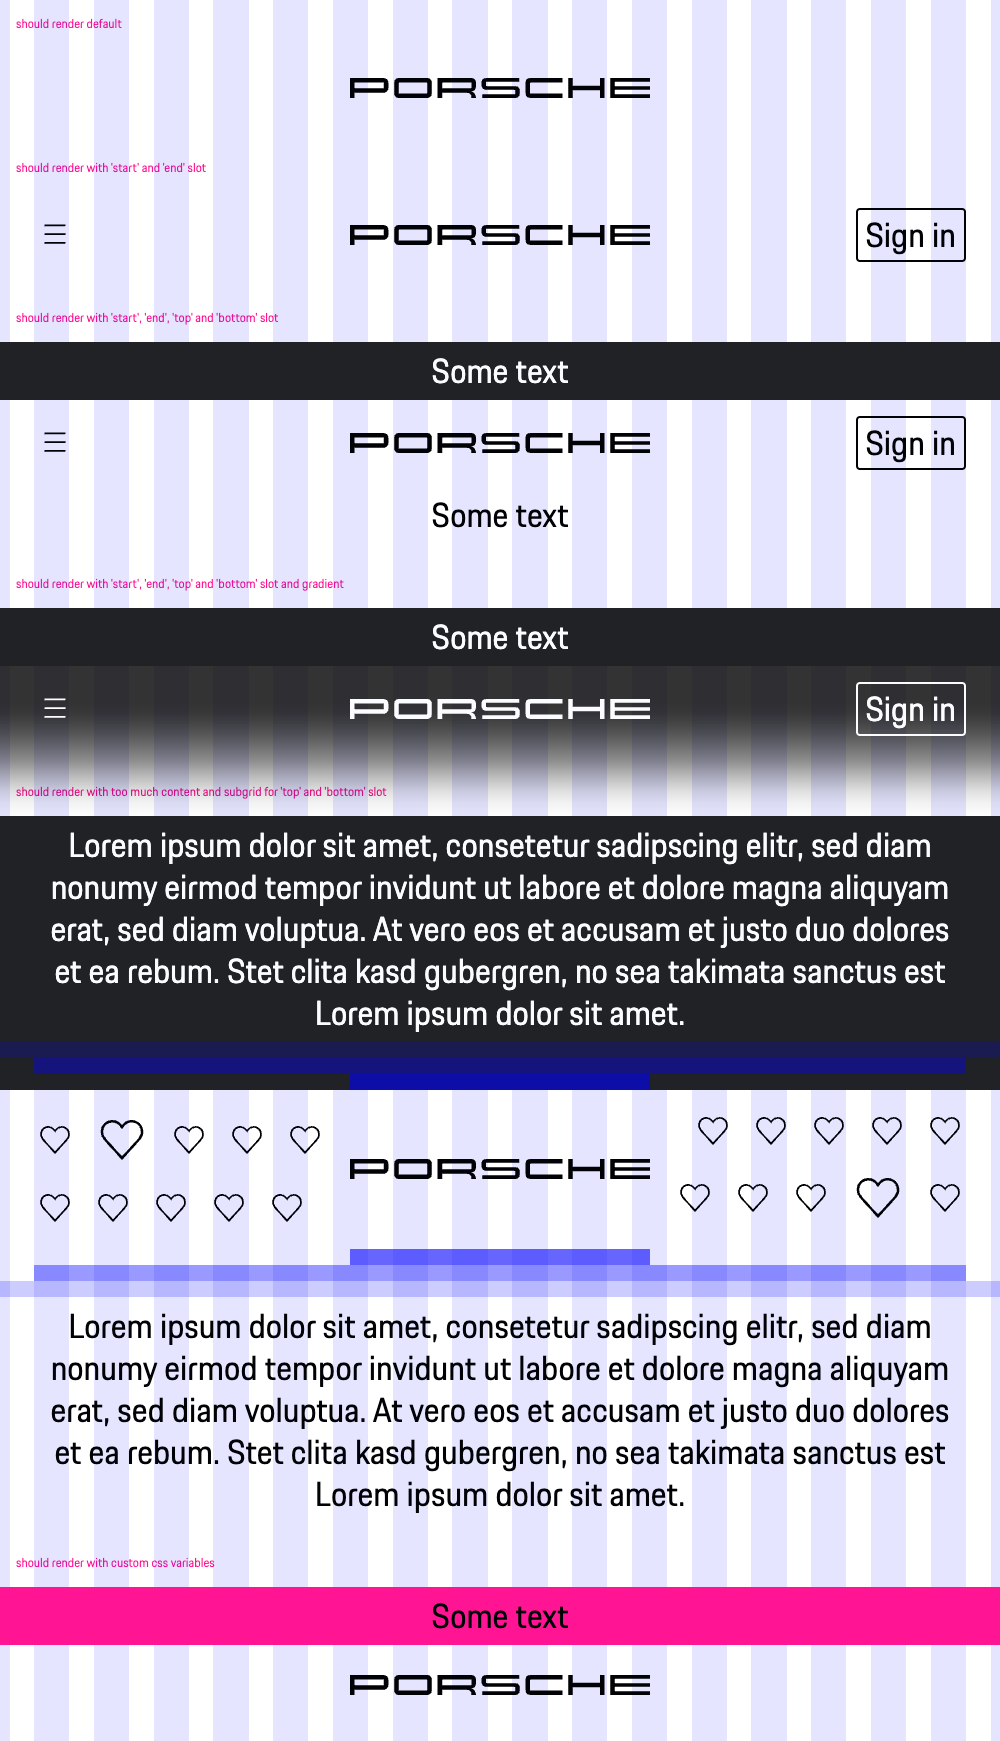 should render default
PORSCHE
should render with 'start' and 'end' slot
PORSCHE
Sign in
should render with 'start', 'end', 'top' and 'bottom' slot
Some text
PORSCHE
Sign in
Some text
should render with 'start', 'end', 'top' and 'bottom' slot and gradient
Some text
PORSCHE
Sign in
should render with too much content and subgrid for 'top' and 'bottom' slot
Lorem ipsum dolor sit amet, consetetur sadipscing elitr, sed diam
nonumy eirmod tempor invidunt ut labore et dolore magna aliquyam
erat, sed diam voluptua. At vero eos et accusam et justo duo dolores
et ea rebum. Stet clita kasd gubergren, no sea takimata sanctus est
Lorem ipsum dolor sit amet.
PORSCHE
Lorem ipsum dolor sit amet, consetetur sadipscing elitr, sed diam
nonumy eirmod tempor invidunt ut labore et dolore magna aliquyam
erat, sed diam voluptua. At vero eos et accusam et justo duo dolores
et ea rebum. Stet clita kasd gubergren, no sea takimata sanctus est
Lorem ipsum dolor sit amet.
should render with custom css variables
Some text
PORSCHE